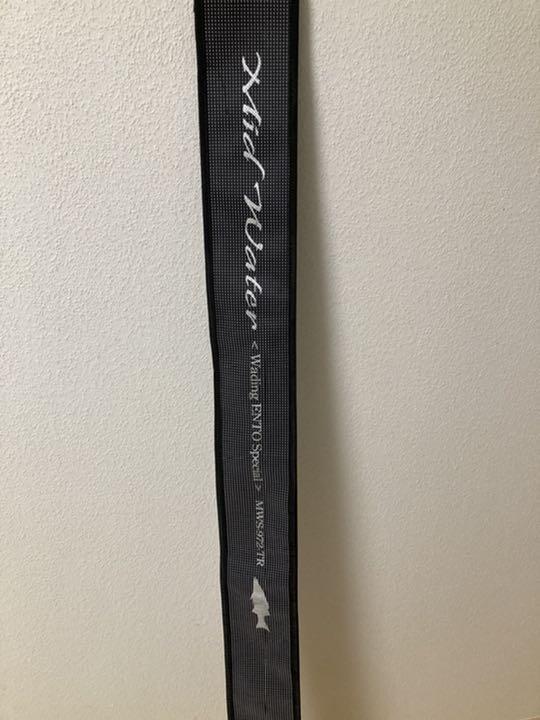 Mid Water < Wading ENTO Special > MWS-972-TR